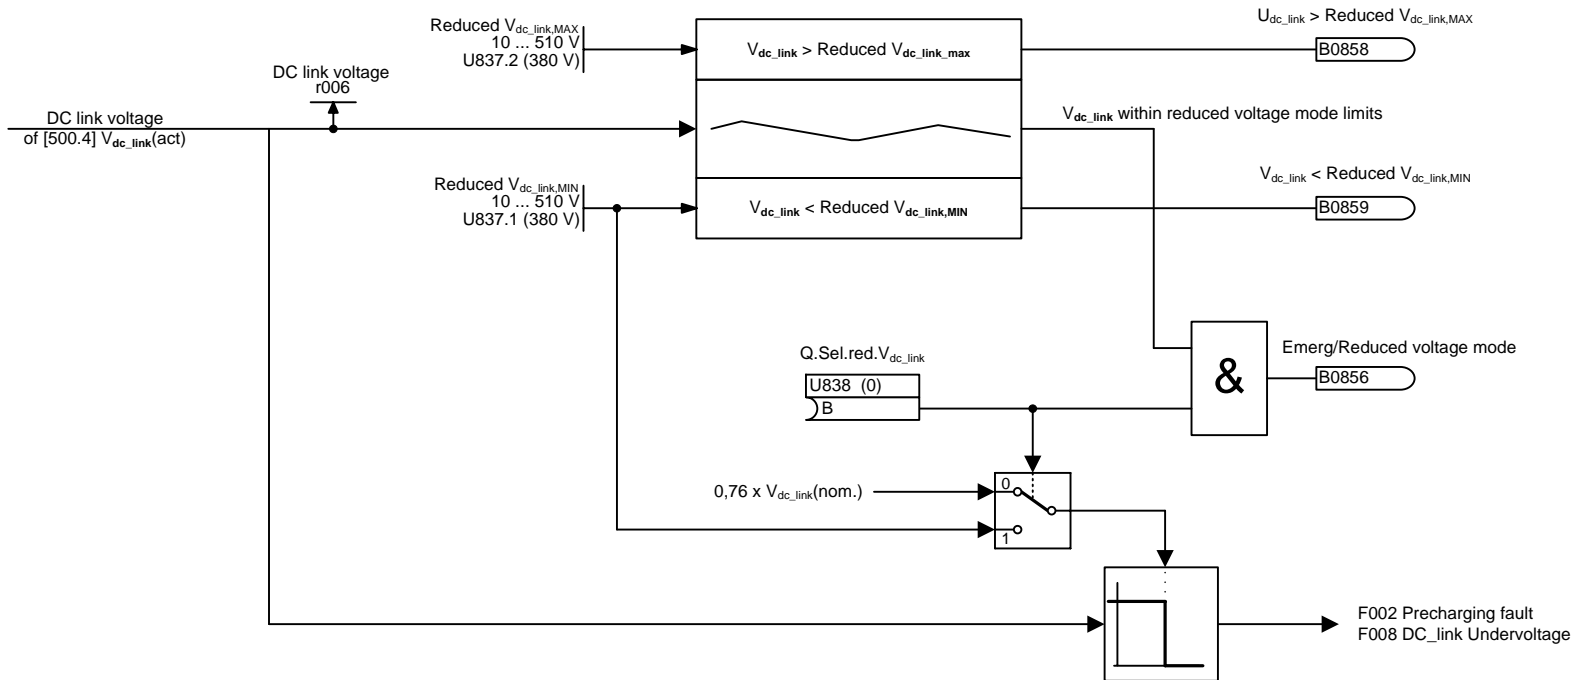 Reduced Vdc_link,MAX
10 ... 510 V
U837.2 (380 V)
Vdc_link > Reduced Vdc_link_max
Udc_link > Reduced Vdc_link,MAX
B0858
DC link voltage
r006
DC link voltage
of [500.4] Vdc_link(act)
Vdc_link within reduced voltage mode limits
Reduced Vdc_link,MIN
10 ... 510 V
U837.1 (380 V)
Vdc_link < Reduced Vdc_link,MIN
Vdc_link < Reduced Vdc_link,MIN
B0859
Q.Sel.red.Vdc_link
U838 (0)
B
&
Emerg/Reduced voltage mode
B0856
0,76 x Vdc_link(nom.)
0
1
F002 Precharging fault
F008 DC_link Undervoltage